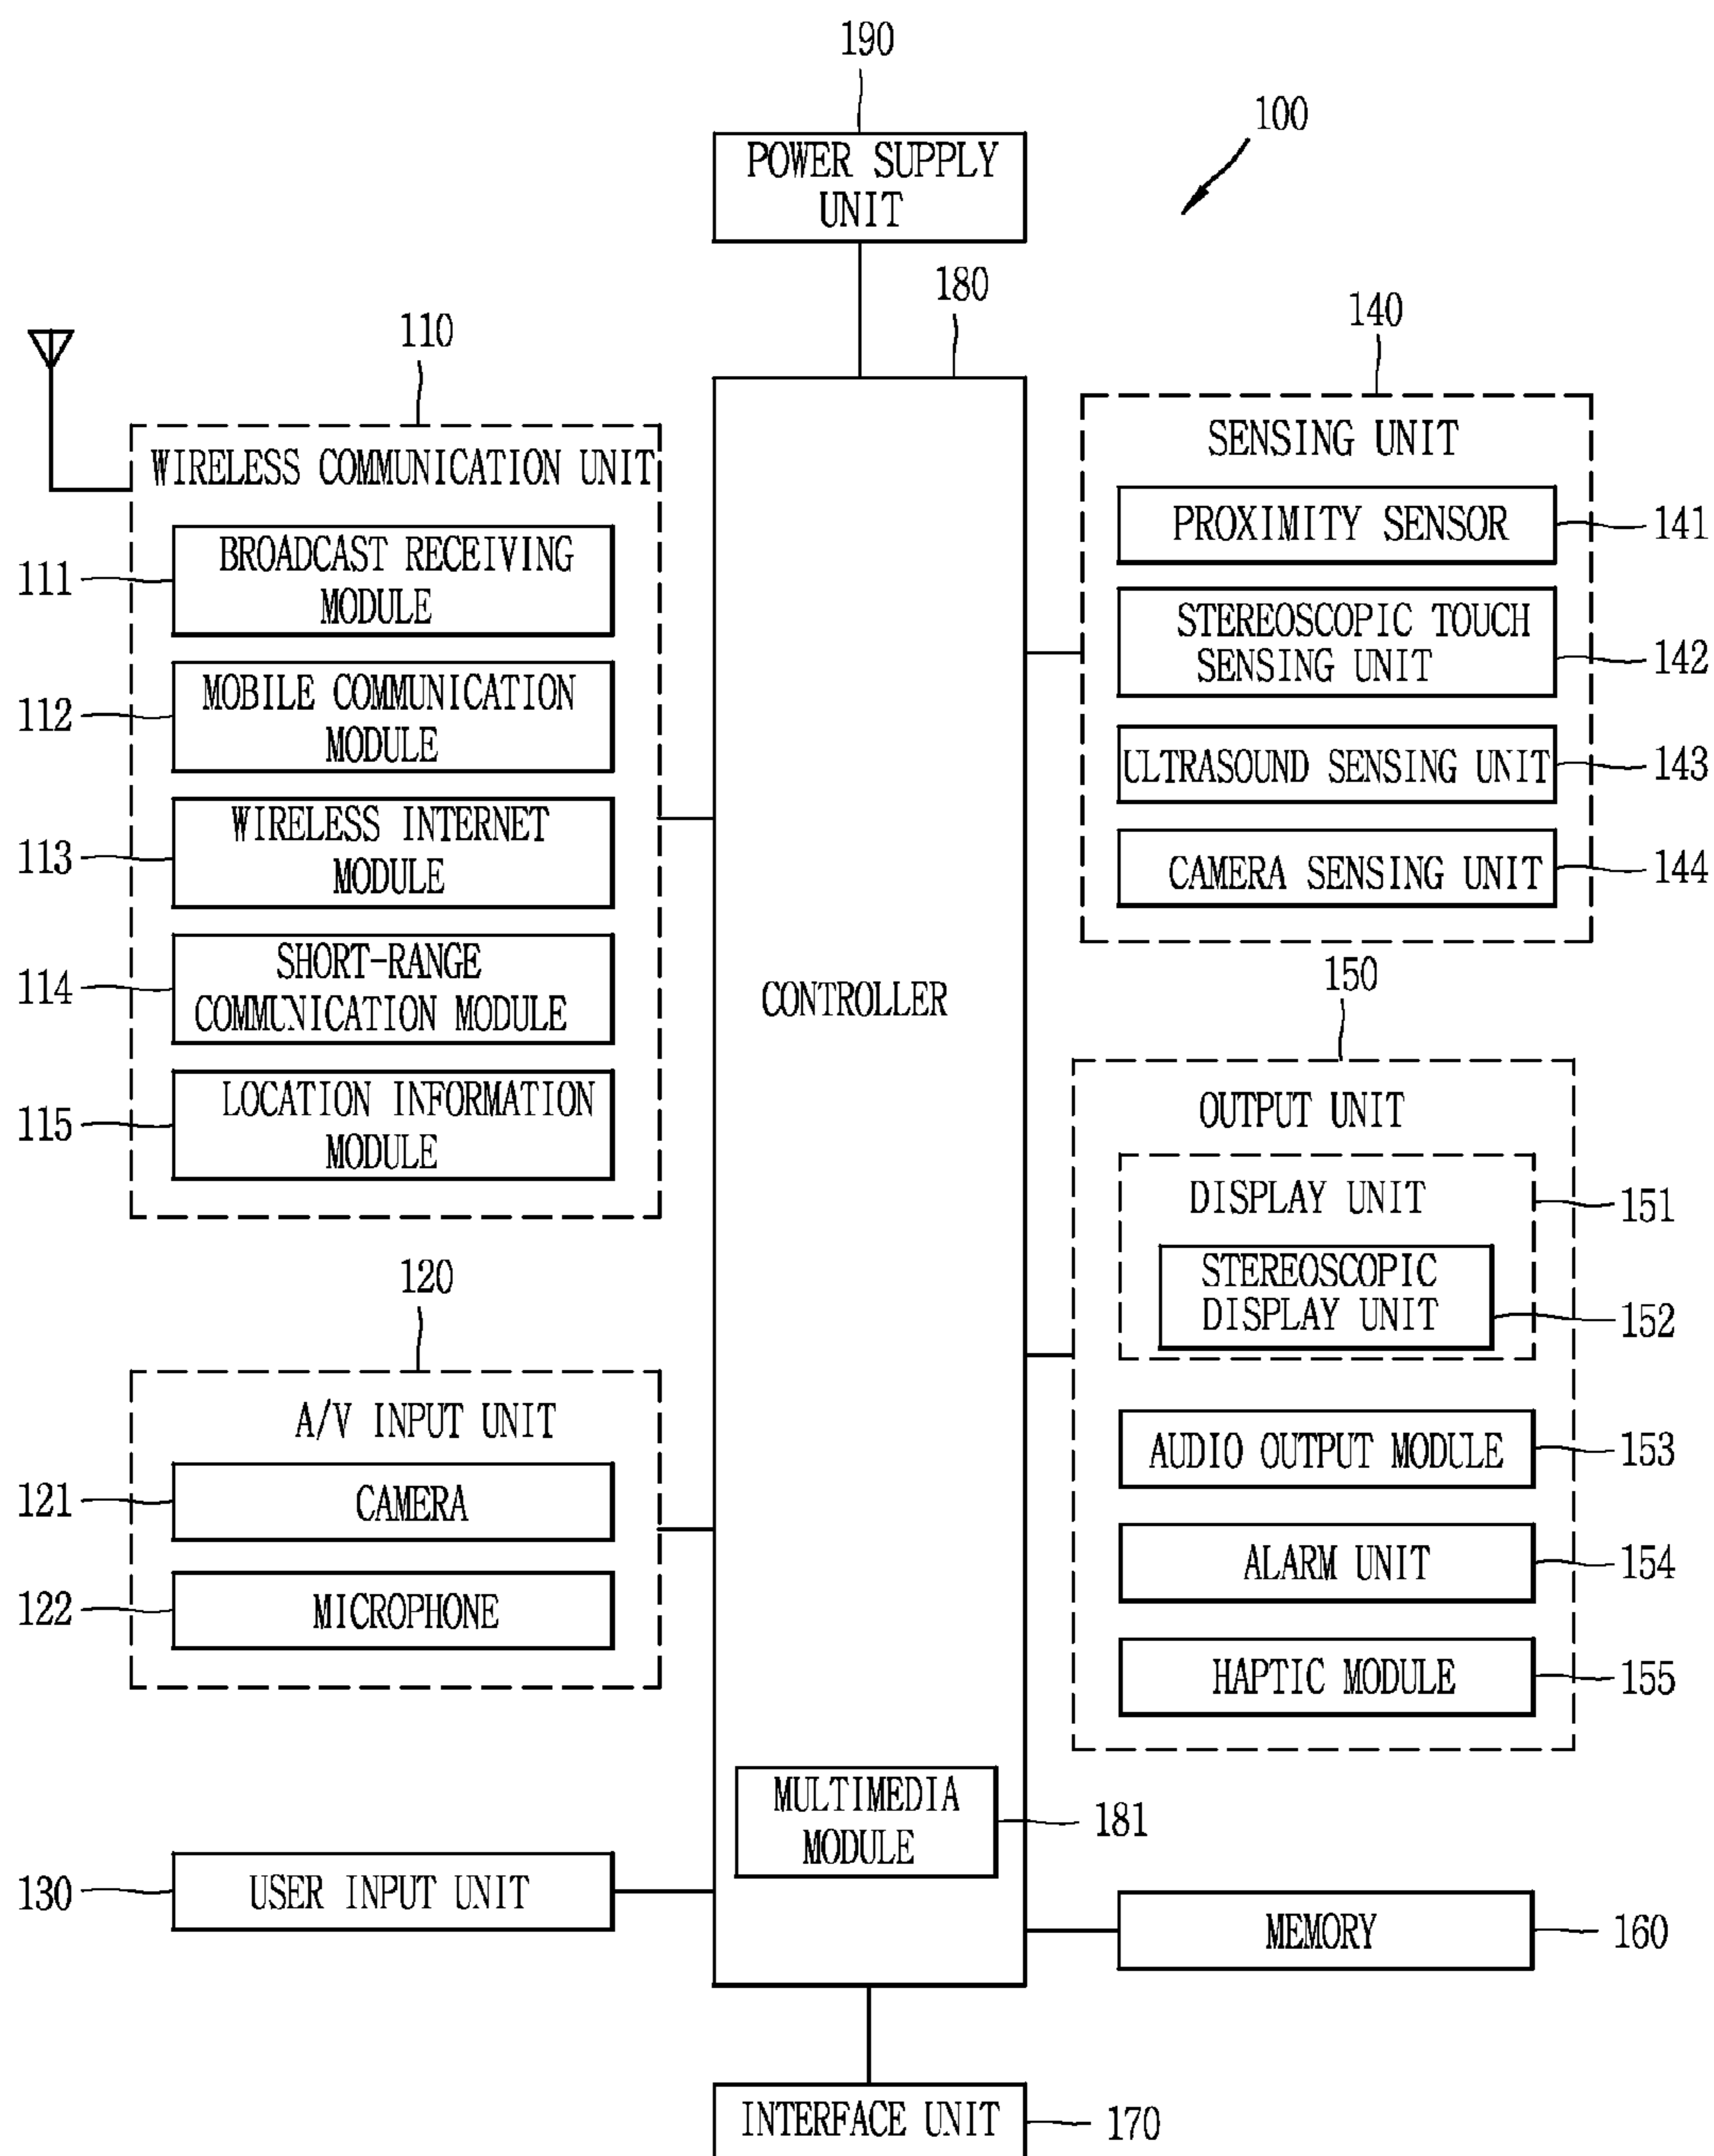 190
100
POWER SUPPLY
UNIT
180
110
WIRELESS COMMUNICATION UNIT
111
BROADCAST RECEIVING
MODULE
112
MOBILE COMMUNICATION
MODULE
113
WIRELESS INTERNET
MODULE
114
SHORT-RANGE
COMMUNICATION MODULE
115
LOCATION INFORMATION
MODULE
120
A/V INPUT UNIT
121
CAMERA
122
MICROPHONE
130
USER INPUT UNIT
CONTROLLER
MULTIMEDIA
MODULE
181
140
SENSING UNIT
PROXIMITY SENSOR
141
STEREOSCOPIC TOUCH
SENSING UNIT
142
ULTRASOUND SENSING UNIT
143
CAMERA SENSING UNIT
144
150
OUTPUT UNIT
DISPLAY UNIT
151
STEREOSCOPIC
DISPLAY UNIT
152
AUDIO OUTPUT MODULE
153
ALARM UNIT
154
HAPTIC MODULE
155
MEMORY
160
INTERFACE UNIT
170